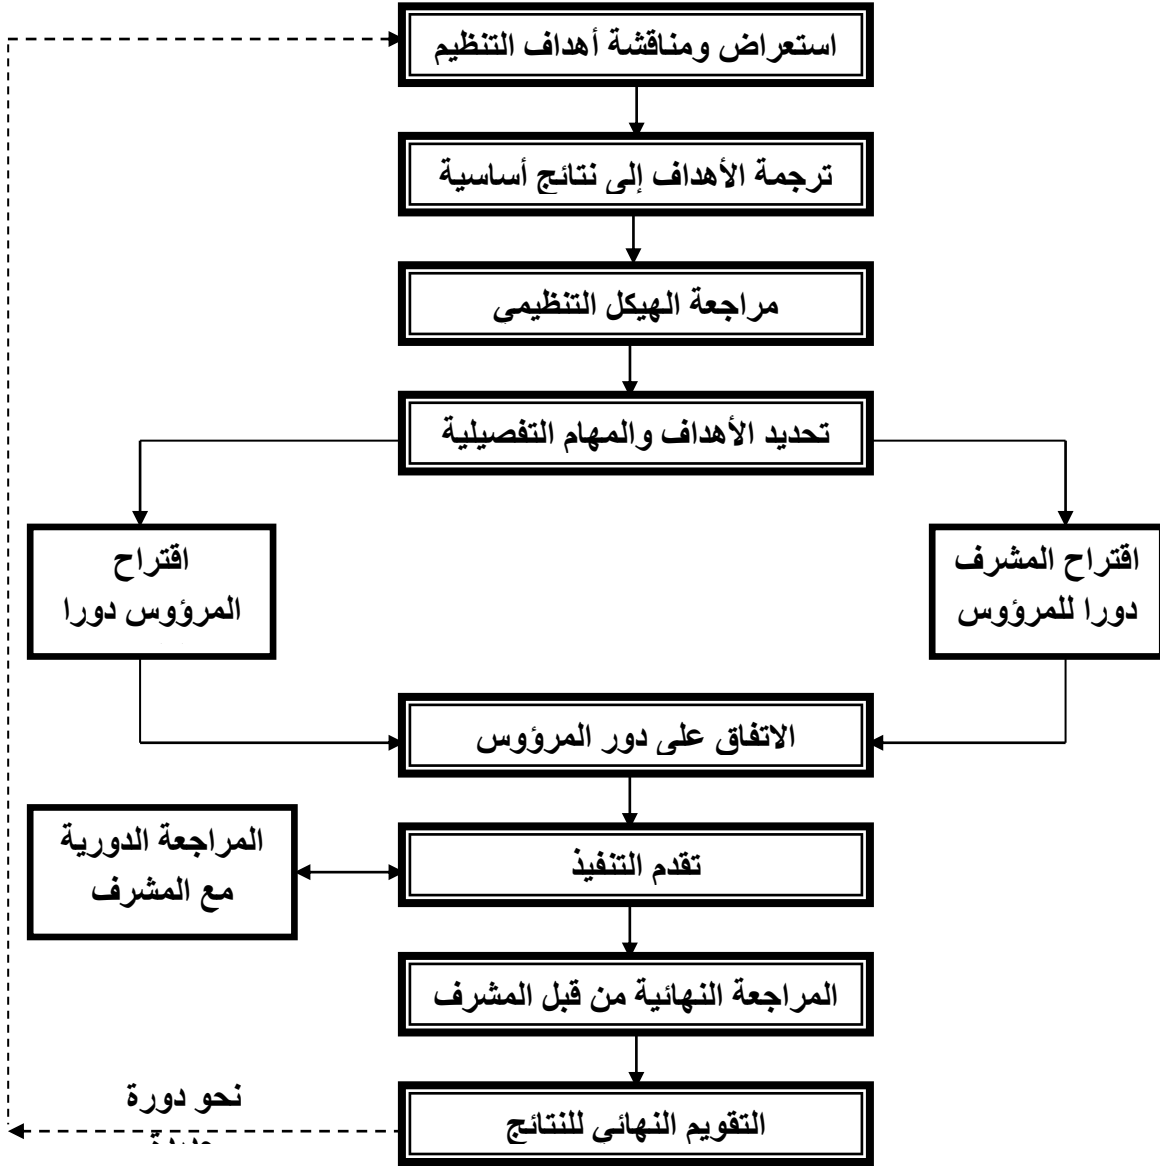 استعراض ومناقشة أهداف التنظيم
ترجمة الأهداف إلى نتائج أساسية
مراجعة الهيكل التنظيمي
تحديد الأهداف والمهام التفصيلية
اقتراح المشرف
دورا للمرؤوس
اقتراح
المرؤوس دورا
الاتفاق على دور المرؤوس
تقدم التنفيذ
المراجعة الدورية
مع المشرف
المراجعة النهائية من قبل المشرف
التقويم النهائي للنتائج
نحو دورة